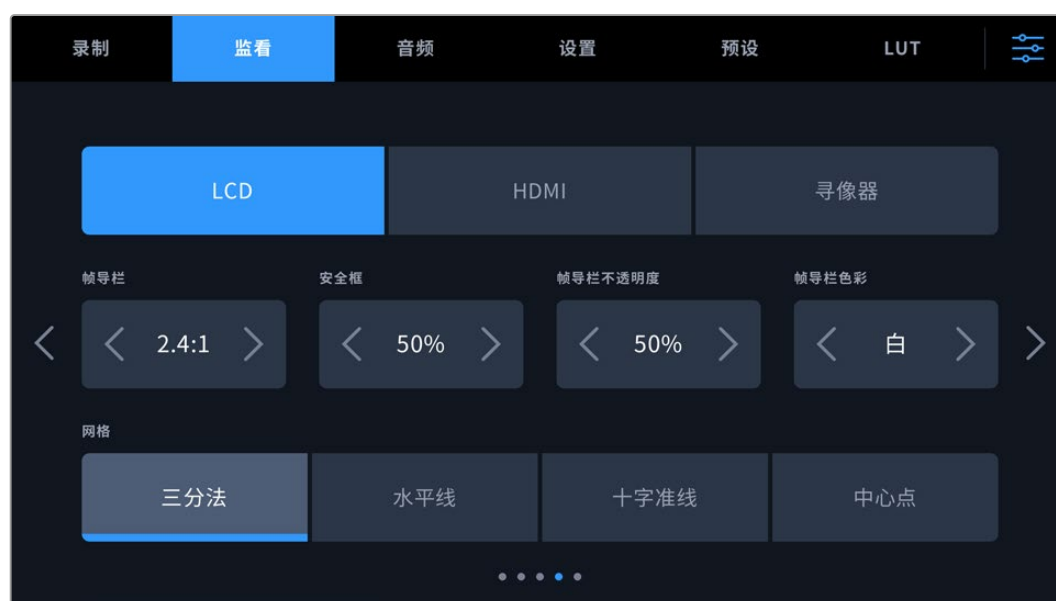 录制 监看 音频 设置 预设 LUT
LCD HDMI 寻像器
帧导栏 安全框 帧导栏不透明度 帧导栏色彩
2.4:1 50% 50% 白
网格
三分法 水平线 十字准线 中心点